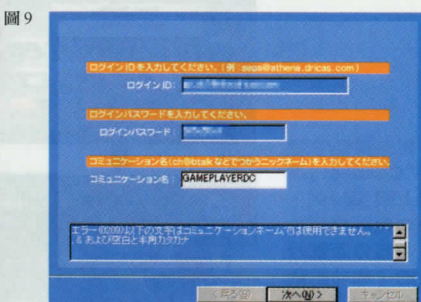 圖9
ログインIDを入力してください。(例 : sega@athena.dricas.com)
ログインID:
ログインパスワードを入力してください。
ログインパスワード :
コミュニケーション名(ch@btalkなどでつかうニックネーム)を入力してください。
コミュニケーション名 : GAMEPLAYERDC
エラー(0200)以下の文字はコミュニケーションネームでは使用できません。
, & および空白と半角カタカナ
< 戻る(B)
次へ(N) >
キャンセル